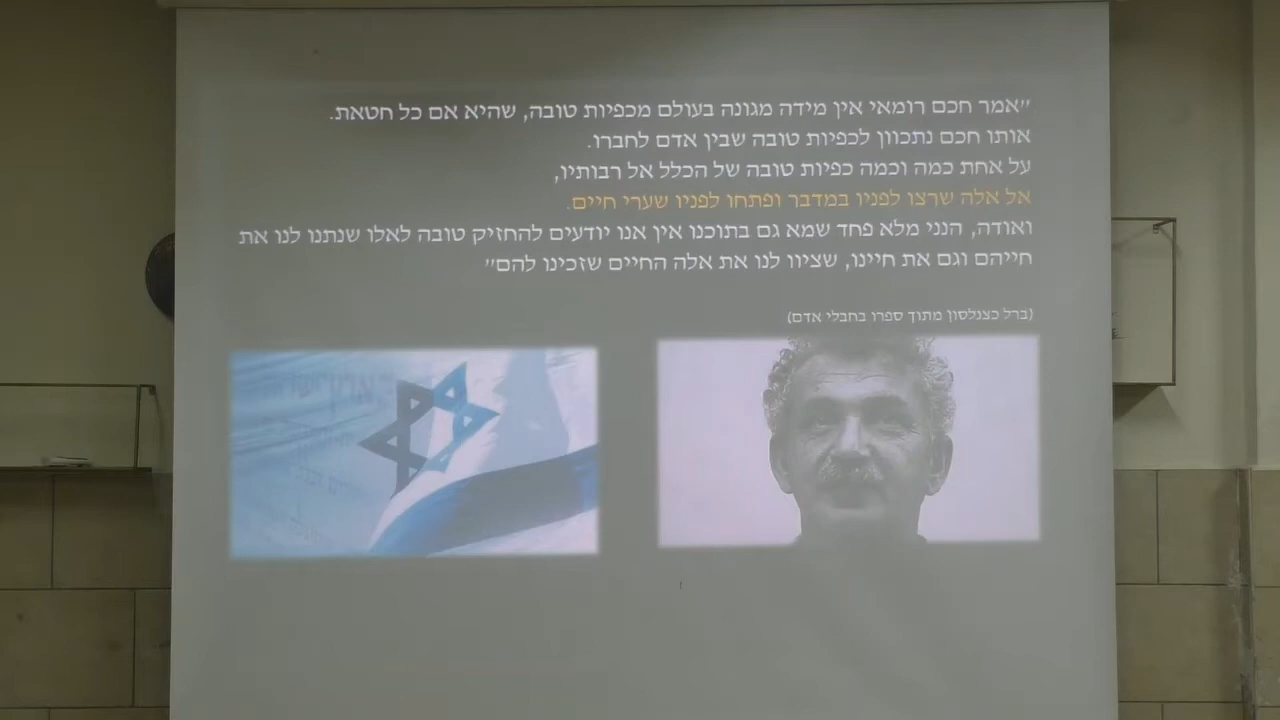 "אמר חכם רומאי אין מידה מגונה בעולם מכפיות טובה, שהיא אם כל חטאת.
אותו חכם נתכוון לכפיות טובה שבין אדם לחברו.
על אחת כמה וכמה כפיות טובה של הכלל אל רבותיו,
אל אלה שרצו לפניו במדבר ופתחו לפניו שערי חיים.
ואודה, הנני מלא פחד שמא גם בתוכנו אין אנו יודעים להחזיק טובה לאלו שנתנו לנו את
חייהם וגם את חיינו, שציוו לנו את אלה החיים שזכינו להם"
(ברל כצנלסון מתוך ספרו בחבלי אדם)